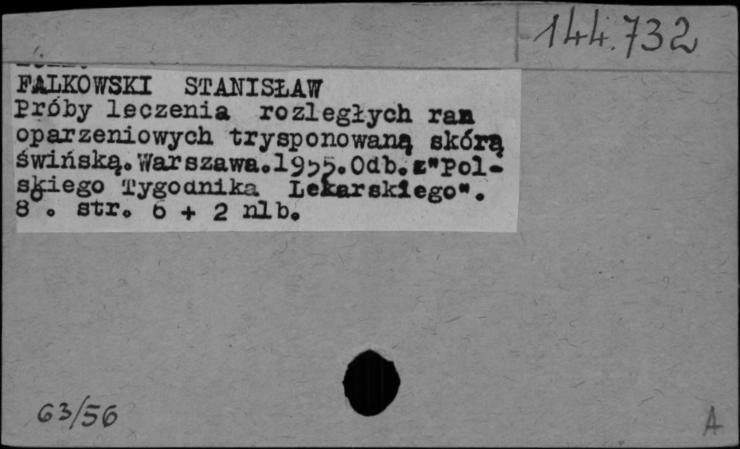 144.732
FALKOWSKI STANISŁAW
Próby leczenia rozległych ran
oparzeniowych trysponowaną skórą
świńską.Warszawa.1955.Odb.z"Pol-
skiego Tygodnika Lekarskiego".
8°. str. 6 + 2 nlb.
63/56
A